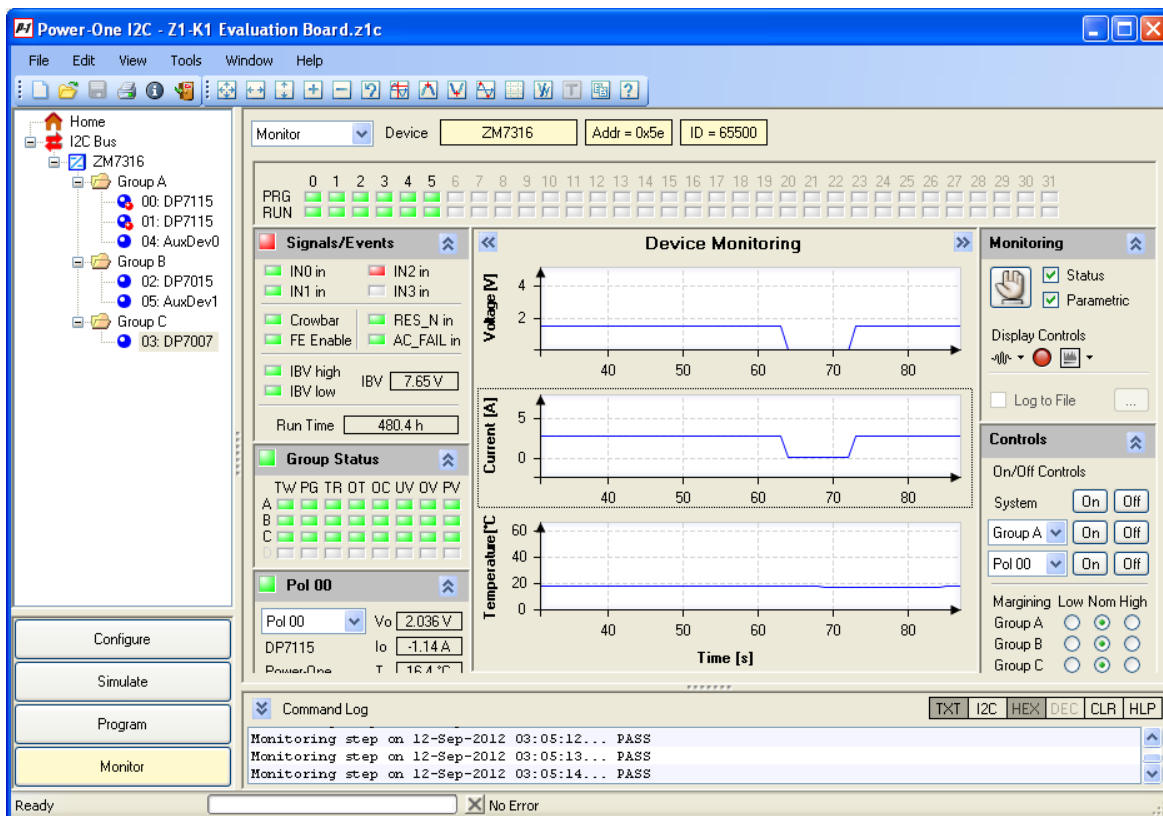 Power-One I2C - Z1-K1 Evaluation Board.z1c
File Edit View Tools Window Help
Home
I2C Bus
ZM7316
Group A
00: DP7115
01: DP7115
04: AuxDev0
Group B
02: DP7015
05: AuxDev1
Group C
03: DP7007
Configure
Simulate
Program
Monitor
Monitor Device ZM7316 Addr = 0x5e ID = 65500
0 1 2 3 4 5 6 7 8 9 10 11 12 13 14 15 16 17 18 19 20 21 22 23 24 25 26 27 28 29 30 31
PRG
RUN
Signals/Events
IN0 in IN2 in
IN1 in IN3 in
Crowbar RES_N in
FE Enable AC_FAIL in
IBV high
IBV low
IBV 7.65 V
Run Time 480.4 h
Group Status
TW PG TR OT OC UV OV PV
A
B
C
D
Pol 00
Pol 00 Vo 2.036 V
DP7115 Io -1.14 A
Power-One T 16.4 °C
Device Monitoring
Voltage [V]
4
2
40 50 60 70 80
Current [A]
5
0
40 50 60 70 80
Temperature[°C
60
40
20
0
40 50 60 70 80
Time [s]
Monitoring
Status
Parametric
Display Controls
Log to File ...
Controls
On/Off Controls
System On Off
Group A On Off
Pol 00 On Off
Margining Low Nom High
Group A
Group B
Group C
Command Log TXT I2C HEX DEC CLR HLP
Monitoring step on 12-Sep-2012 03:05:12... PASS
Monitoring step on 12-Sep-2012 03:05:13... PASS
Monitoring step on 12-Sep-2012 03:05:14... PASS
Ready No Error